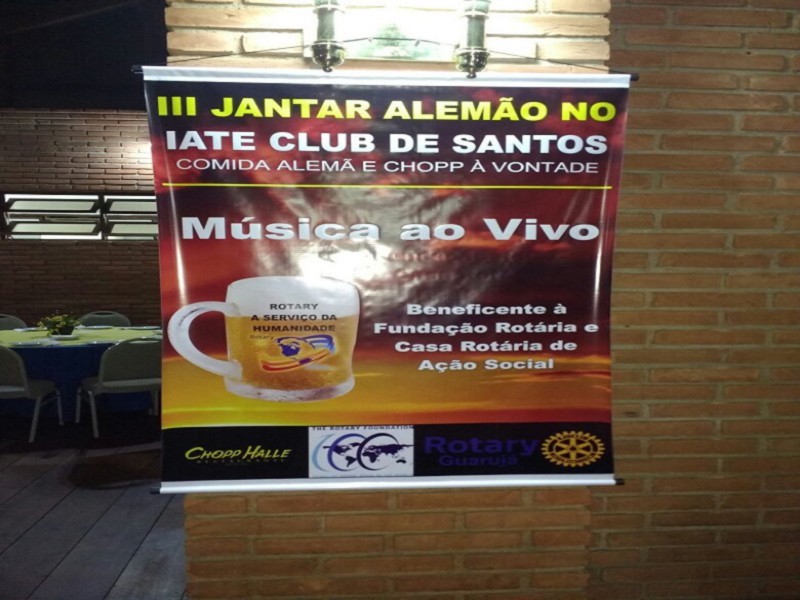 III JANTAR ALEMÃO NO
IATE CLUB DE SANTOS
COMIDA ALEMÃ E CHOPP À VONTADE
Música ao Vivo
ROTARY
A SERVIÇO DA
HUMANIDADE
Rotary
Beneficente à
Fundação Rotária e
Casa Rotária de
Ação Social
CHOPP HALLE
THE ROTARY FOUNDATION
Rotary
Guarujá